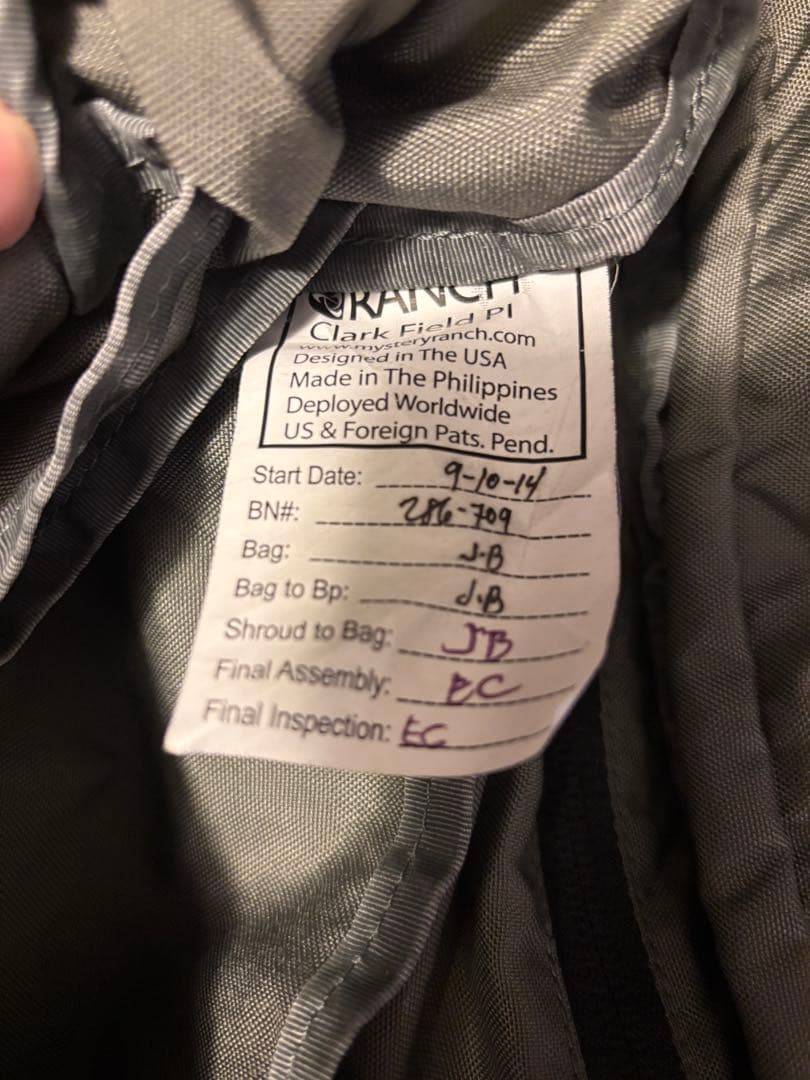 RANCH
Clark Field PI
www.mysteryranch.com
Designed in The USA
Made in The Philippines
Deployed Worldwide
US & Foreign Pats. Pend.
Start Date: 9-10-14
BN#: 286-709
Bag: J.B
Bag to Bp: J.B
Shroud to Bag: JB
Final Assembly: EC
Final Inspection: EC